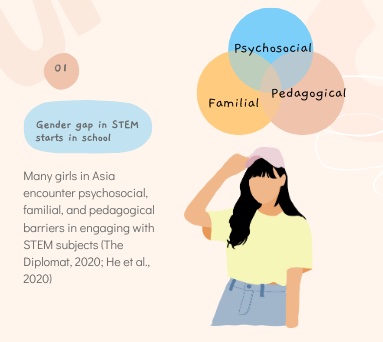 01
Gender gap in STEM
starts in school
Many girls in Asia
encounter psychosocial,
familial, and pedagogical
barriers in engaging with
STEM subjects (The
Diplomat, 2020; He et al.,
2020)
Psychosocial
Familial
Pedagogical